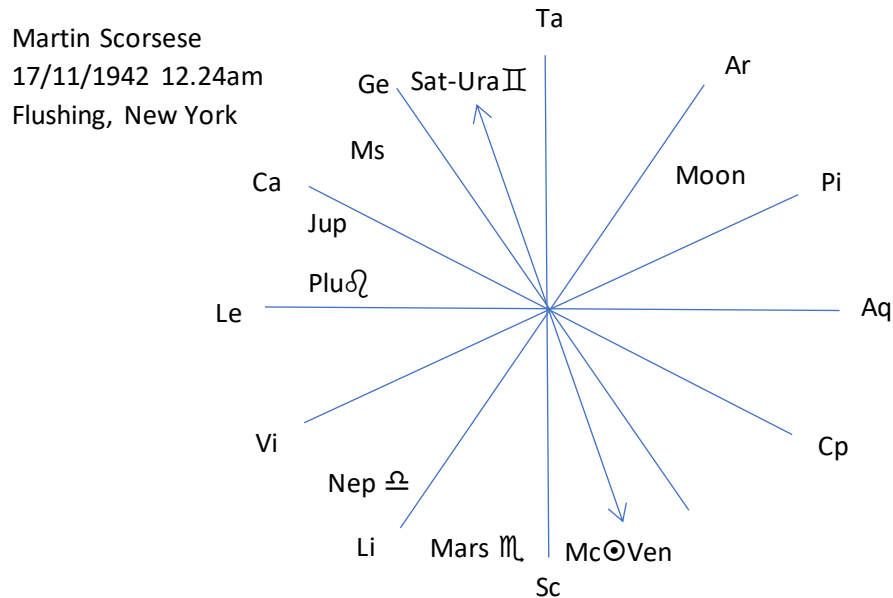 Martin Scorsese
17/11/1942 12.24am
Flushing, New York
Ta
Ar
Ge
Sat-Ura♊
Ms
Moon
Ca
Pi
Jup
Plu♌
Le
Aq
Vi
Cp
Nep ♎
Li
Mars ♏
Mc☉Ven
Sc